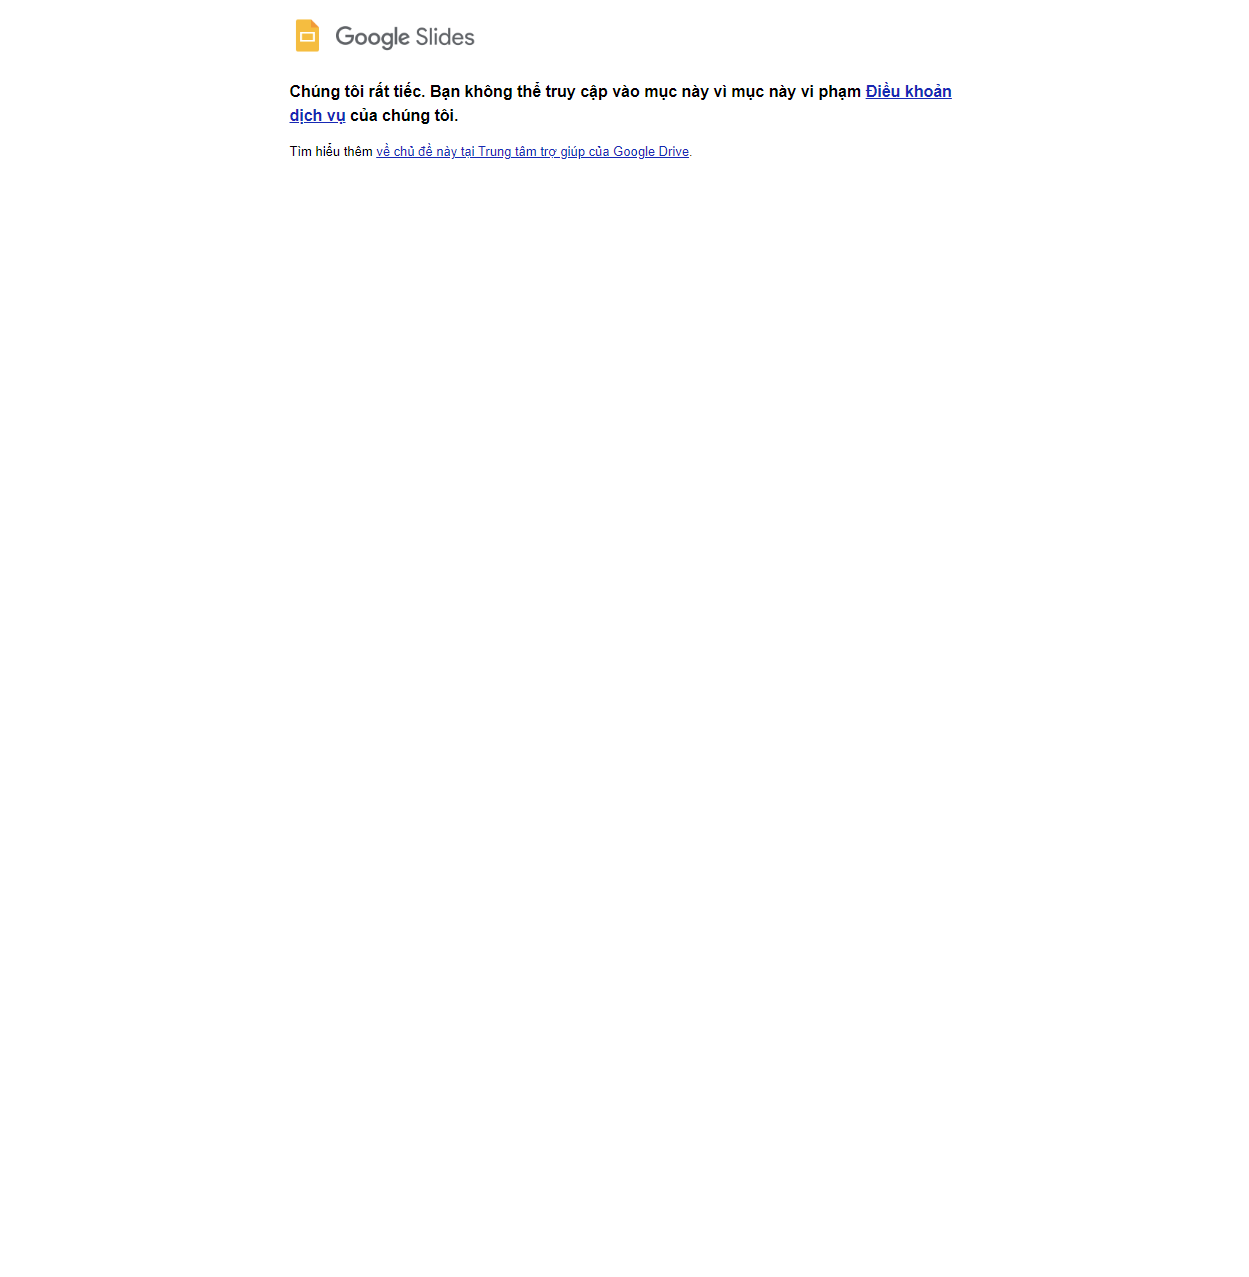 Google Slides
Chúng tôi rất tiếc. Bạn không thể truy cập vào mục này vì mục này vi phạm Điều khoản
dịch vụ của chúng tôi.
Tìm hiểu thêm về chủ đề này tại Trung tâm trợ giúp của Google Drive.